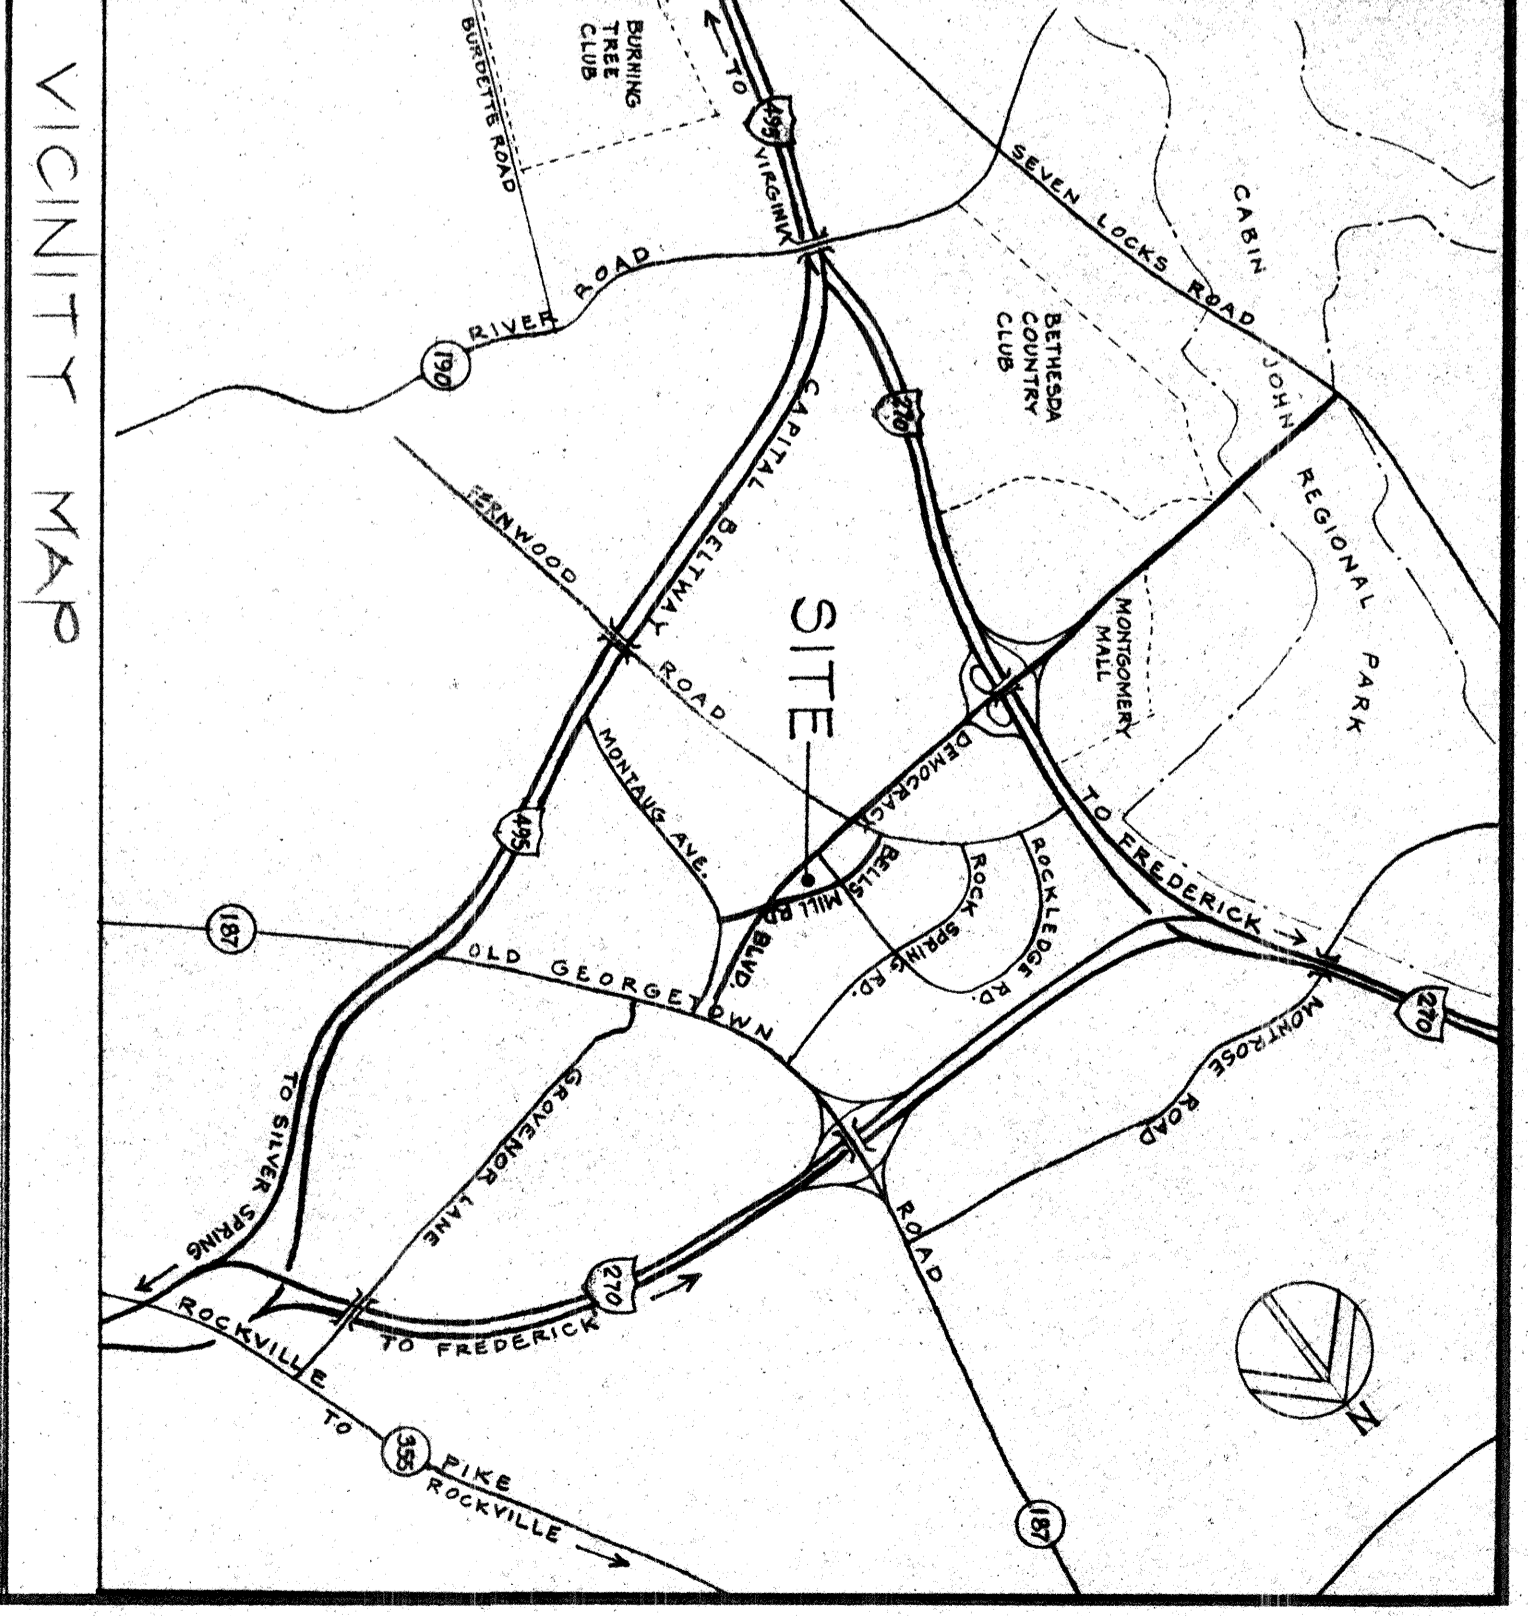 VICINITY MAP
BURNING
TREE
CLUB
BURDETTE ROAD
TO
495
VIRGINIA
SEVEN LOCKS ROAD
CABIN
JOHN
REGIONAL
PARK
RIVER ROAD
190
BETHESDA
COUNTRY
CLUB
270
CAPITAL BELTWAY
FERNWOOD
ROAD
SITE
MONTGOMERY
MALL
DEMOCRACY
BLVD.
MONTAUG AVE.
BELLS
MILL RD
ROCK
SPRING RD.
ROCKLEDGE RD.
TO FREDERICK
MONTROSE
ROAD
270
495
187
OLD GEORGETOWN
ROAD
GROVENOR LANE
TO SILVER SPRING
270
TO FREDERICK
ROCKVILLE
PIKE
TO
ROCKVILLE
355
187
N